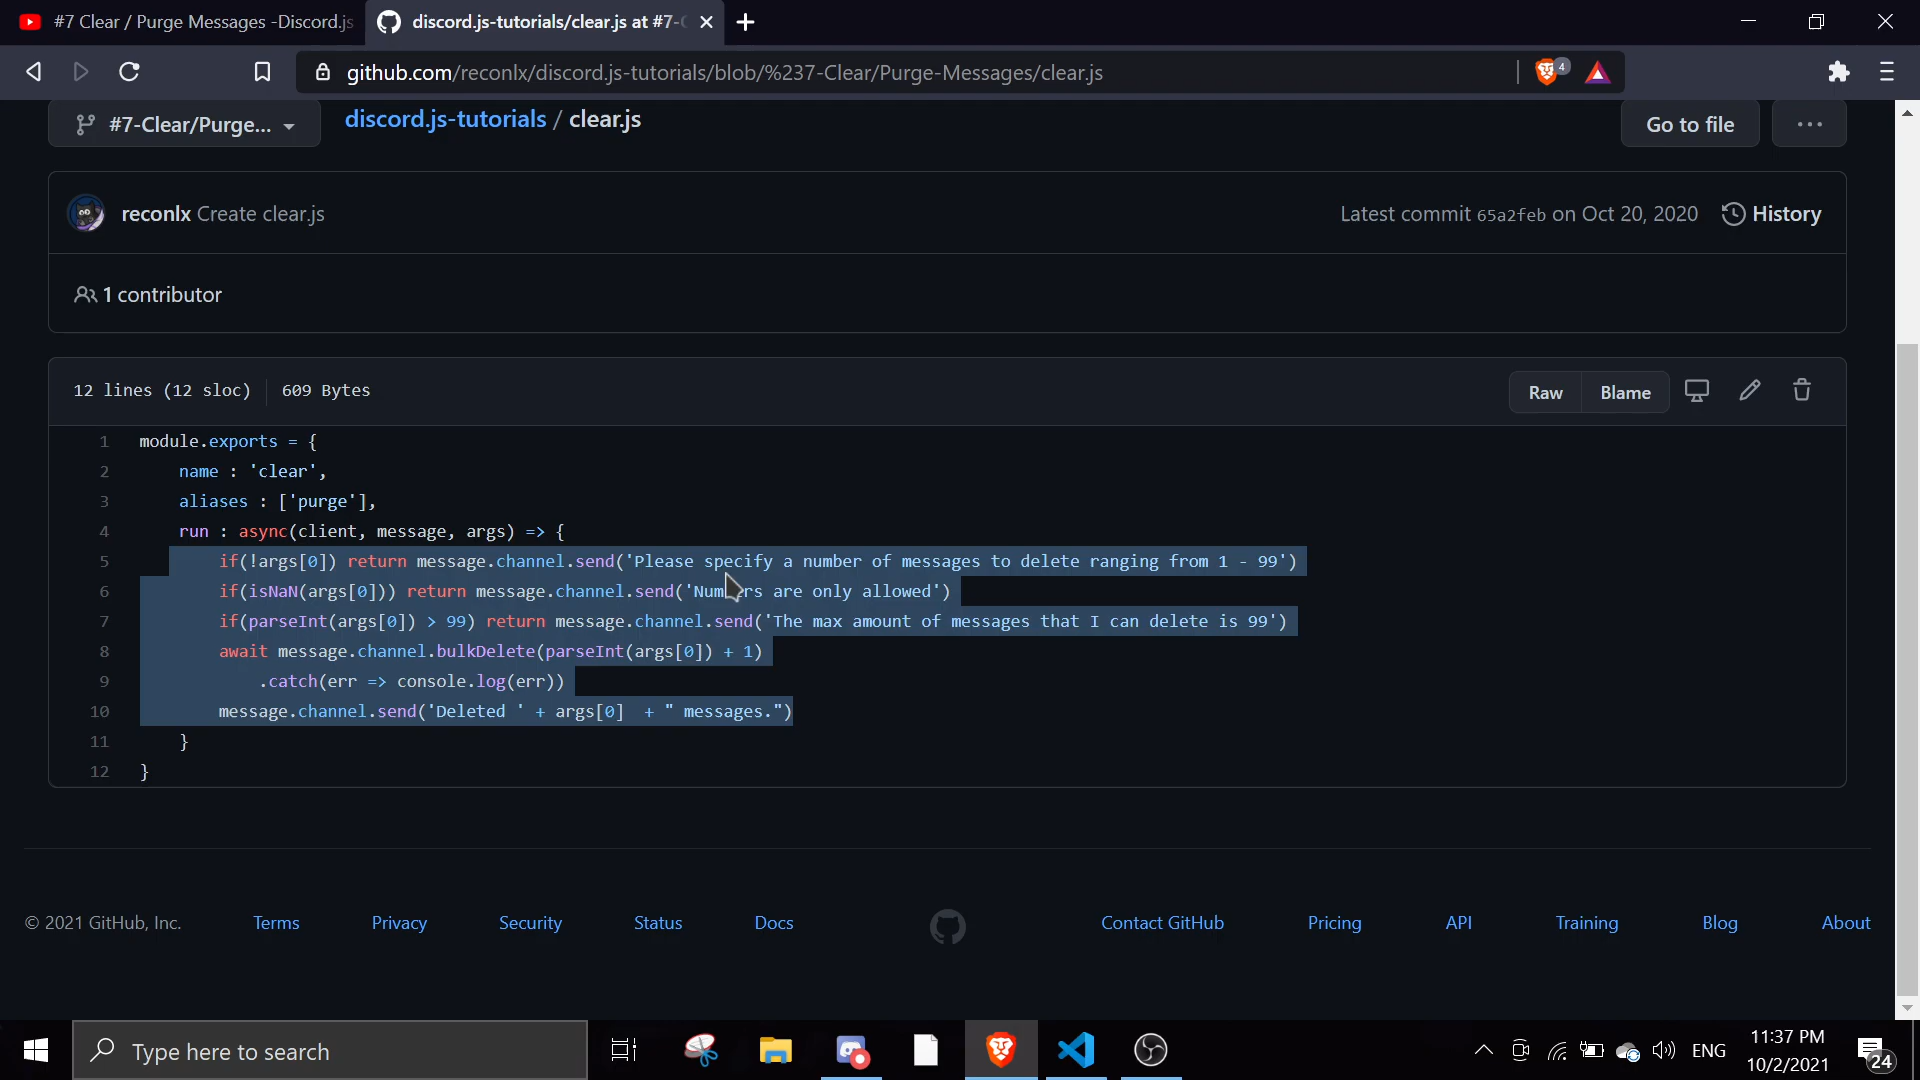 #7 Clear / Purge Messages -Discord.js
discord.js-tutorials/clear.js at #7-
github.com/reconlx/discord.js-tutorials/blob/%237-Clear/Purge-Messages/clear.js
4
#7-Clear/Purge...
discord.js-tutorials / clear.js
Go to file
...
reconlx Create clear.js
Latest commit 65a2feb on Oct 20, 2020
History
1 contributor
12 lines (12 sloc)
609 Bytes
Raw
Blame
1 module.exports = {
2 name : 'clear',
3 aliases : ['purge'],
4 run : async(client, message, args) => {
5 if(!args[0]) return message.channel.send('Please specify a number of messages to delete ranging from 1 - 99')
6 if(isNaN(args[0])) return message.channel.send('Numbers are only allowed')
7 if(parseInt(args[0]) > 99) return message.channel.send('The max amount of messages that I can delete is 99')
8 await message.channel.bulkDelete(parseInt(args[0]) + 1)
9 .catch(err => console.log(err))
10 message.channel.send('Deleted ' + args[0] + " messages.")
11 }
12 }
© 2021 GitHub, Inc.
Terms
Privacy
Security
Status
Docs
Contact GitHub
Pricing
API
Training
Blog
About
Type here to search
ENG
11:37 PM
10/2/2021
24